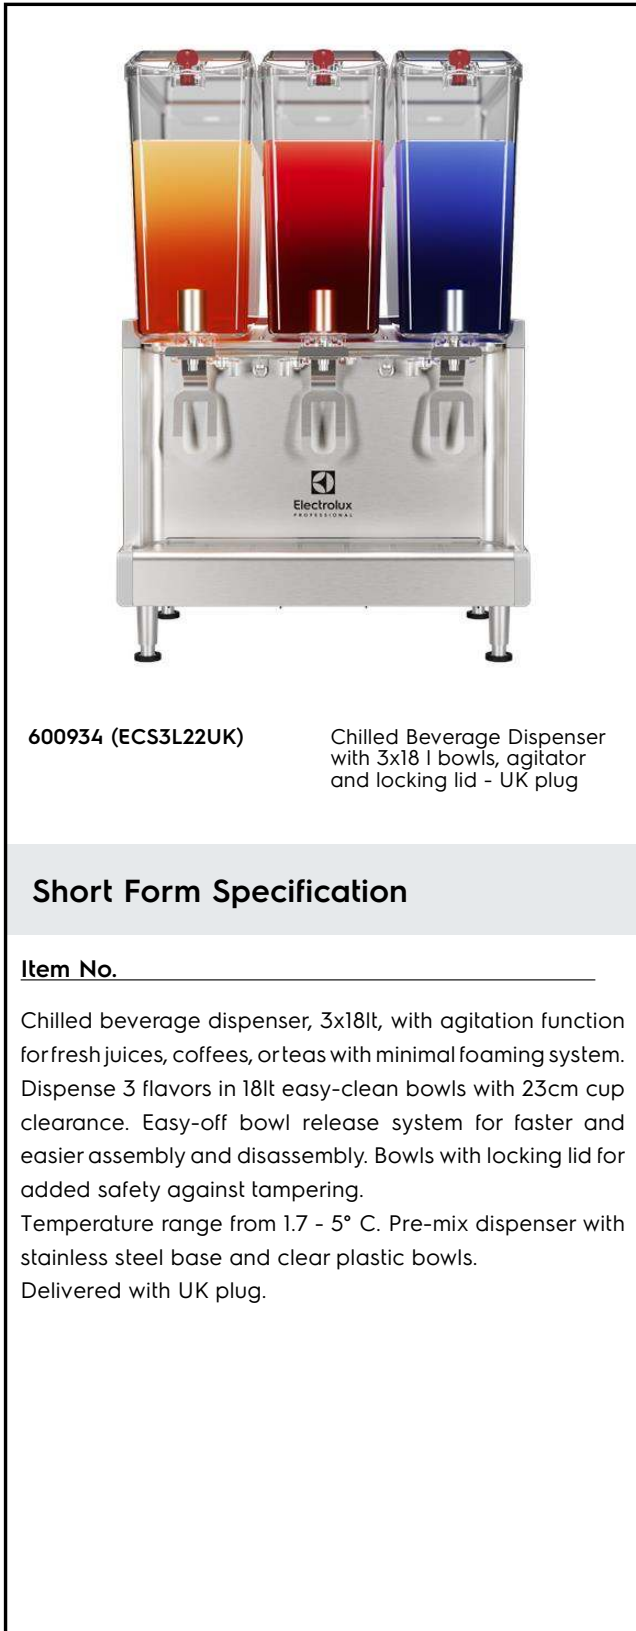 Electrolux
PROFESSIONAL
600934 (ECS3L22UK)
Chilled Beverage Dispenser
with 3x18 l bowls, agitator
and locking lid - UK plug
Short Form Specification
Item No.
Chilled beverage dispenser, 3x18lt, with agitation function
for fresh juices, coffees, or teas with minimal foaming system.
Dispense 3 flavors in 18lt easy-clean bowls with 23cm cup
clearance. Easy-off bowl release system for faster and
easier assembly and disassembly. Bowls with locking lid for
added safety against tampering.
Temperature range from 1.7 - 5° C. Pre-mix dispenser with
stainless steel base and clear plastic bowls.
Delivered with UK plug.